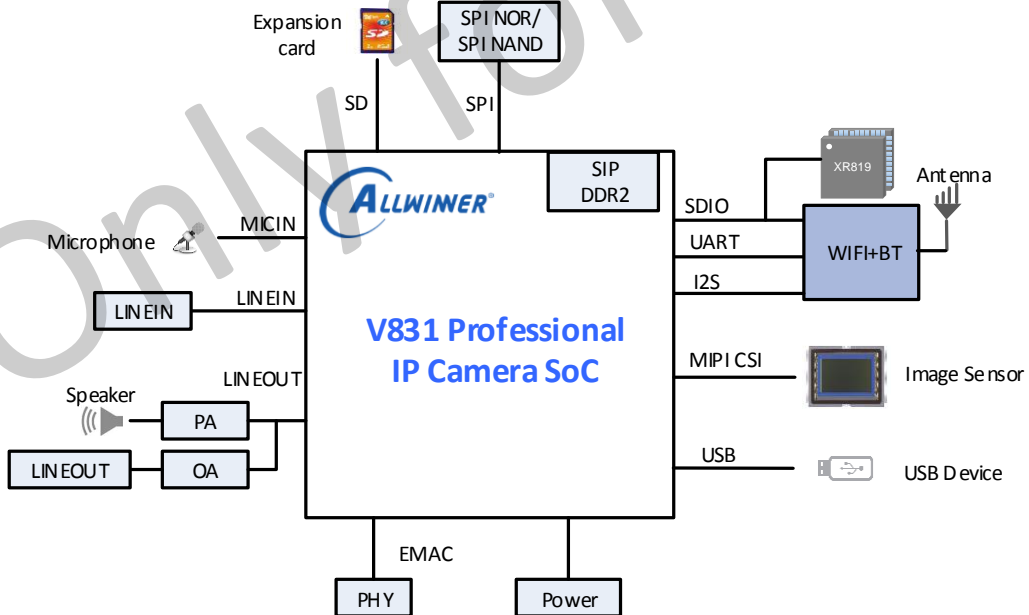 Only for
Expansion
card
SPI NOR/
SPI NAND
SD
SPI
SIP
DDR2
ALLWINNER®
XR819
Antenna
SDIO
MICIN
Microphone
UART
WIFI+BT
I2S
LINEIN
LINEIN
V831 Professional
IP Camera SoC
MIPI CSI
Image Sensor
LINEOUT
Speaker
PA
LINEOUT
OA
USB
USB Device
EMAC
PHY
Power